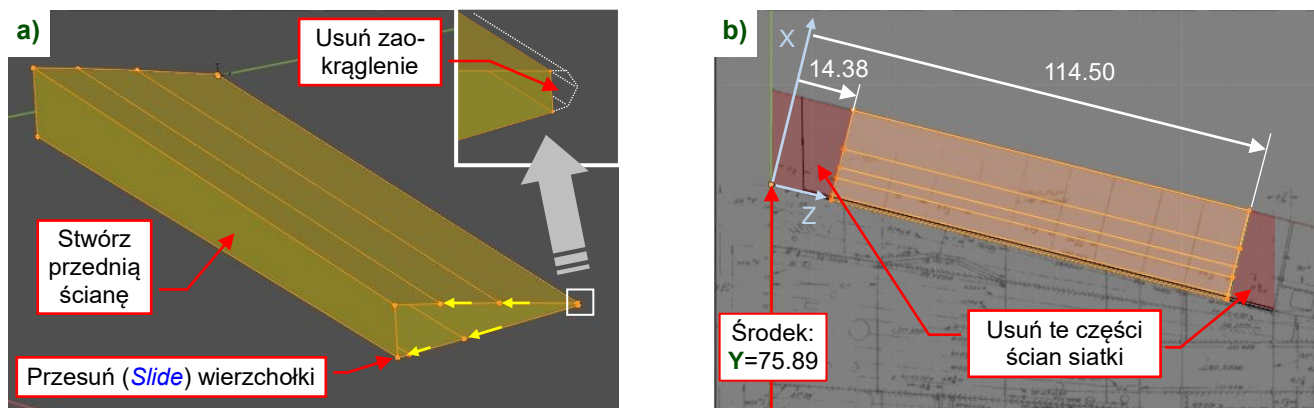 a)
Usuń zao-
krąglenie
Stwórz
przednią
ścianę
Przesuń (Slide) wierzchołki
b)
X
14.38
114.50
Z
Środek:
Y=75.89
Usuń te części
ścian siatki